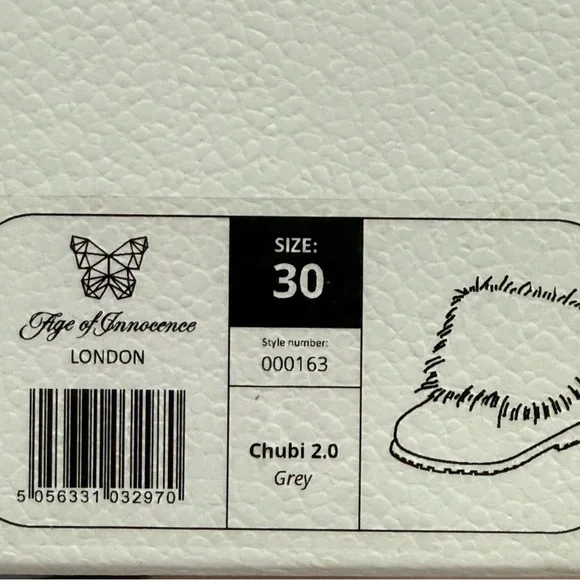 Age of Innocence
LONDON
5 056331 032970
SIZE:
30
Style number:
000163
Chubi 2.0
Grey